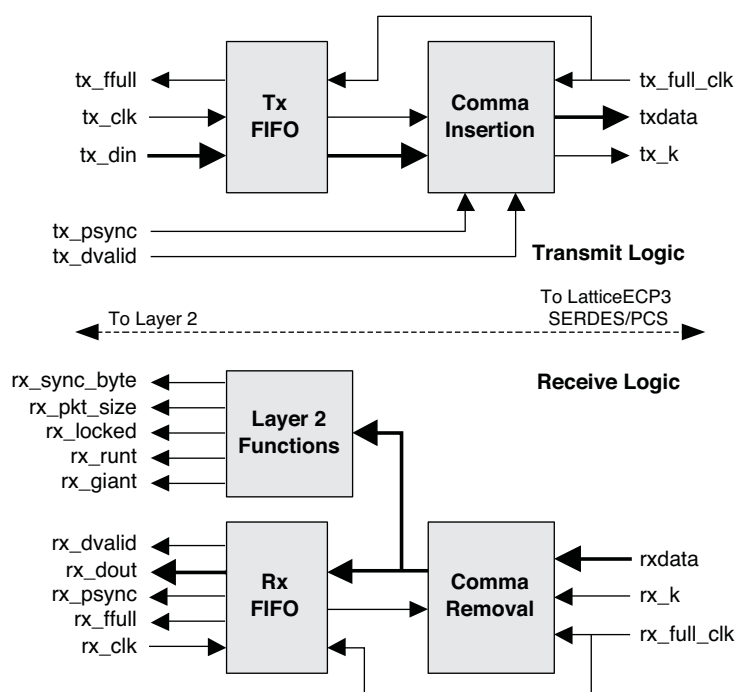 tx_ffull
tx_clk
tx_din
Tx
FIFO
Comma
Insertion
tx_full_clk
txdata
tx_k
tx_psync
tx_dvalid
Transmit Logic
To Layer 2
To LatticeECP3
SERDES/PCS
Receive Logic
rx_sync_byte
rx_pkt_size
rx_locked
rx_runt
rx_giant
Layer 2
Functions
rx_dvalid
rx_dout
rx_psync
rx_ffull
rx_clk
Rx
FIFO
Comma
Removal
rxdata
rx_k
rx_full_clk